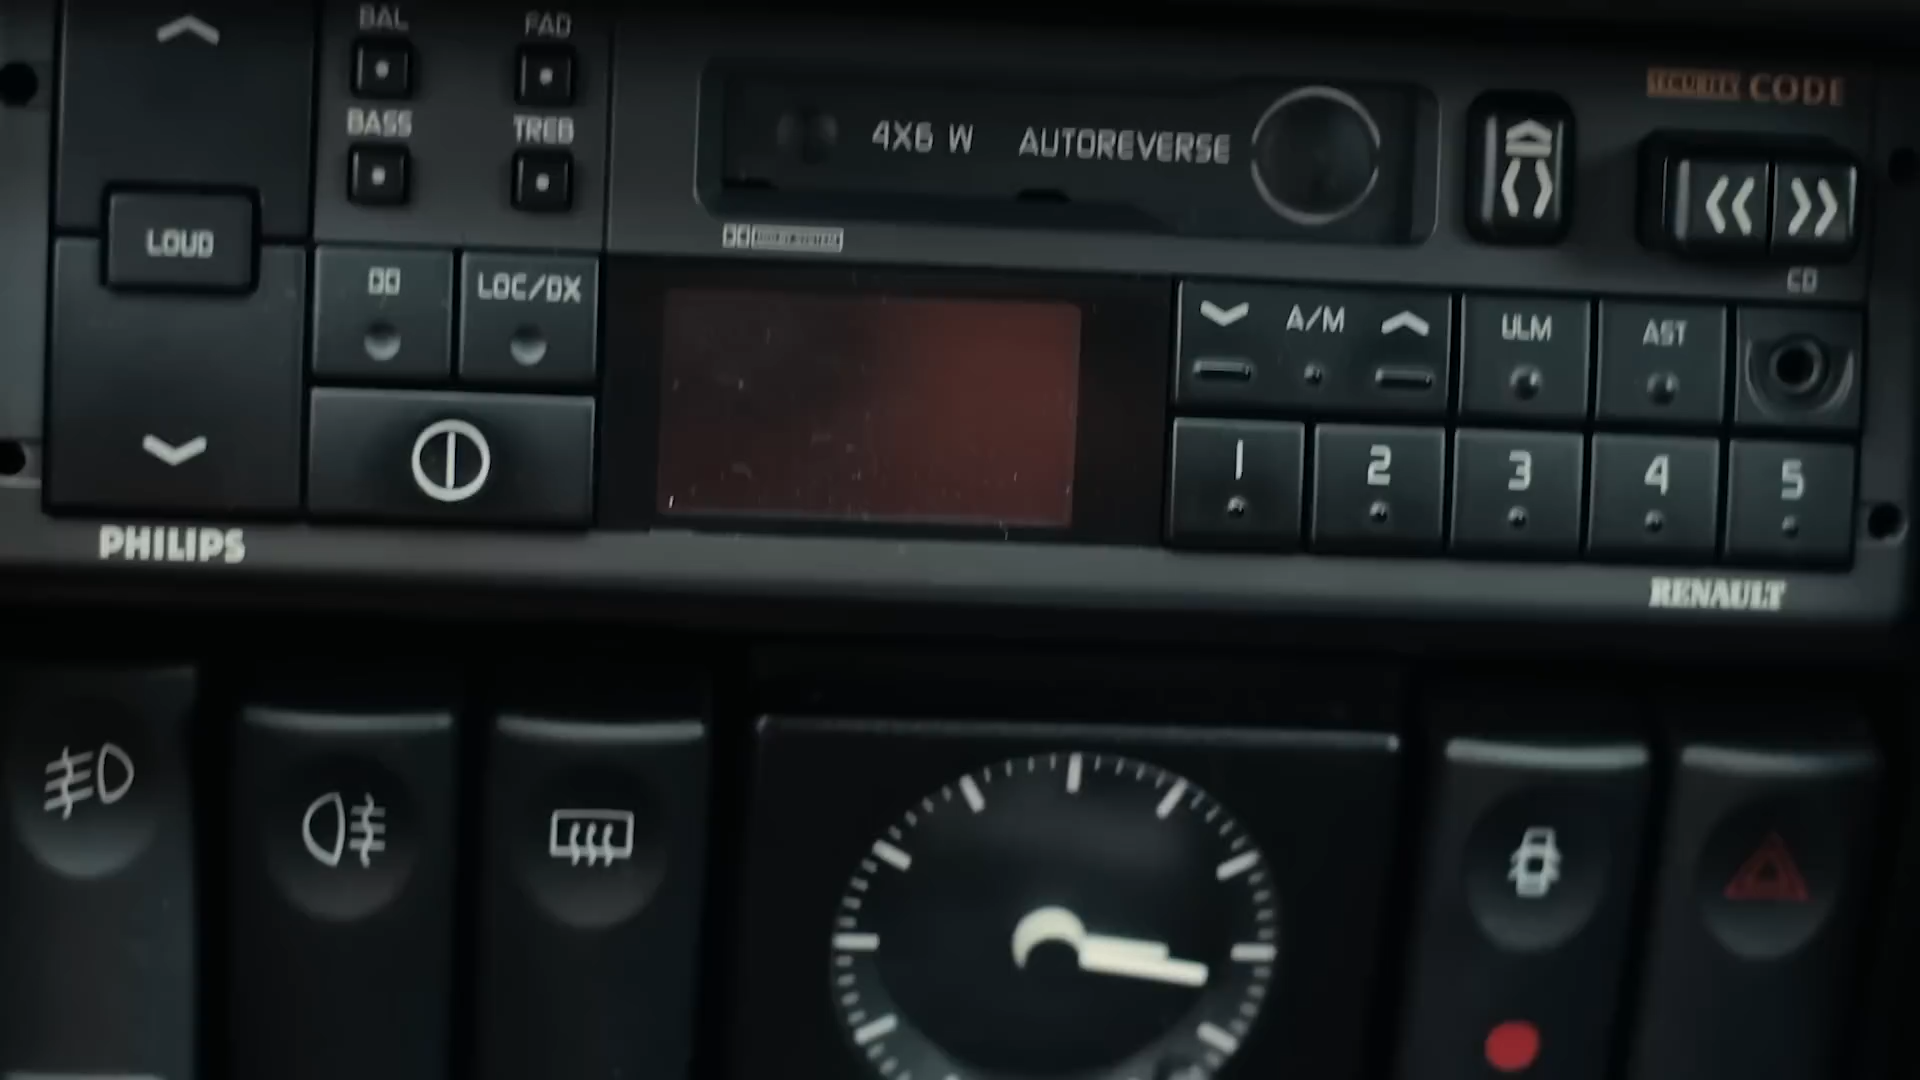 BAL
FAD
BASS
TREB
4X6 W AUTOREVERSE
SECURITY CODE
LOUD
LOC/DX
CD
A/M
ULM
AST
1
2
3
4
5
PHILIPS
RENAULT